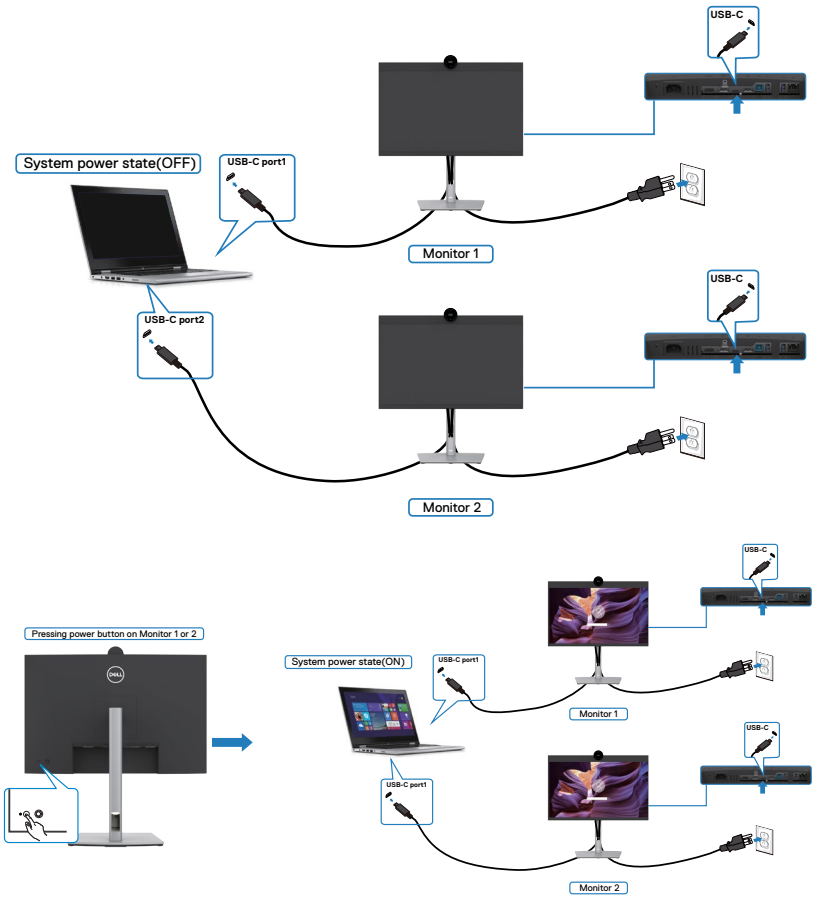 USB-C
System power state(OFF)
USB-C port1
Monitor 1
USB-C
USB-C port2
Monitor 2
USB-C
Pressing power button on Monitor 1 or 2
System power state(ON)
USB-C port1
DELL
Monitor 1
USB-C
USB-C port1
Monitor 2